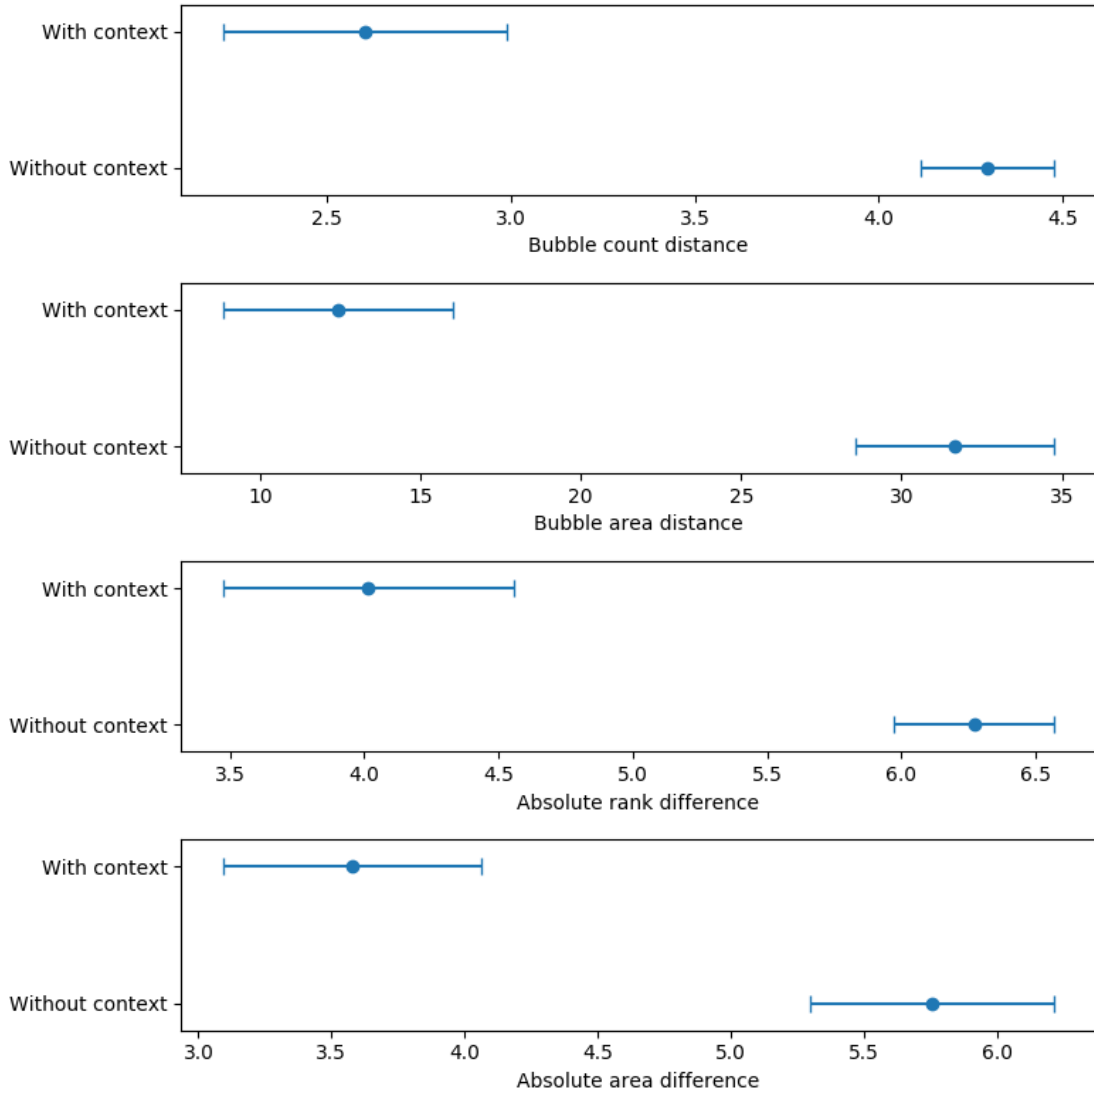 With context
Without context
2.5 3.0 3.5 4.0 4.5
Bubble count distance
With context
Without context
10 15 20 25 30 35
Bubble area distance
With context
Without context
3.5 4.0 4.5 5.0 5.5 6.0 6.5
Absolute rank difference
With context
Without context
3.0 3.5 4.0 4.5 5.0 5.5 6.0
Absolute area difference